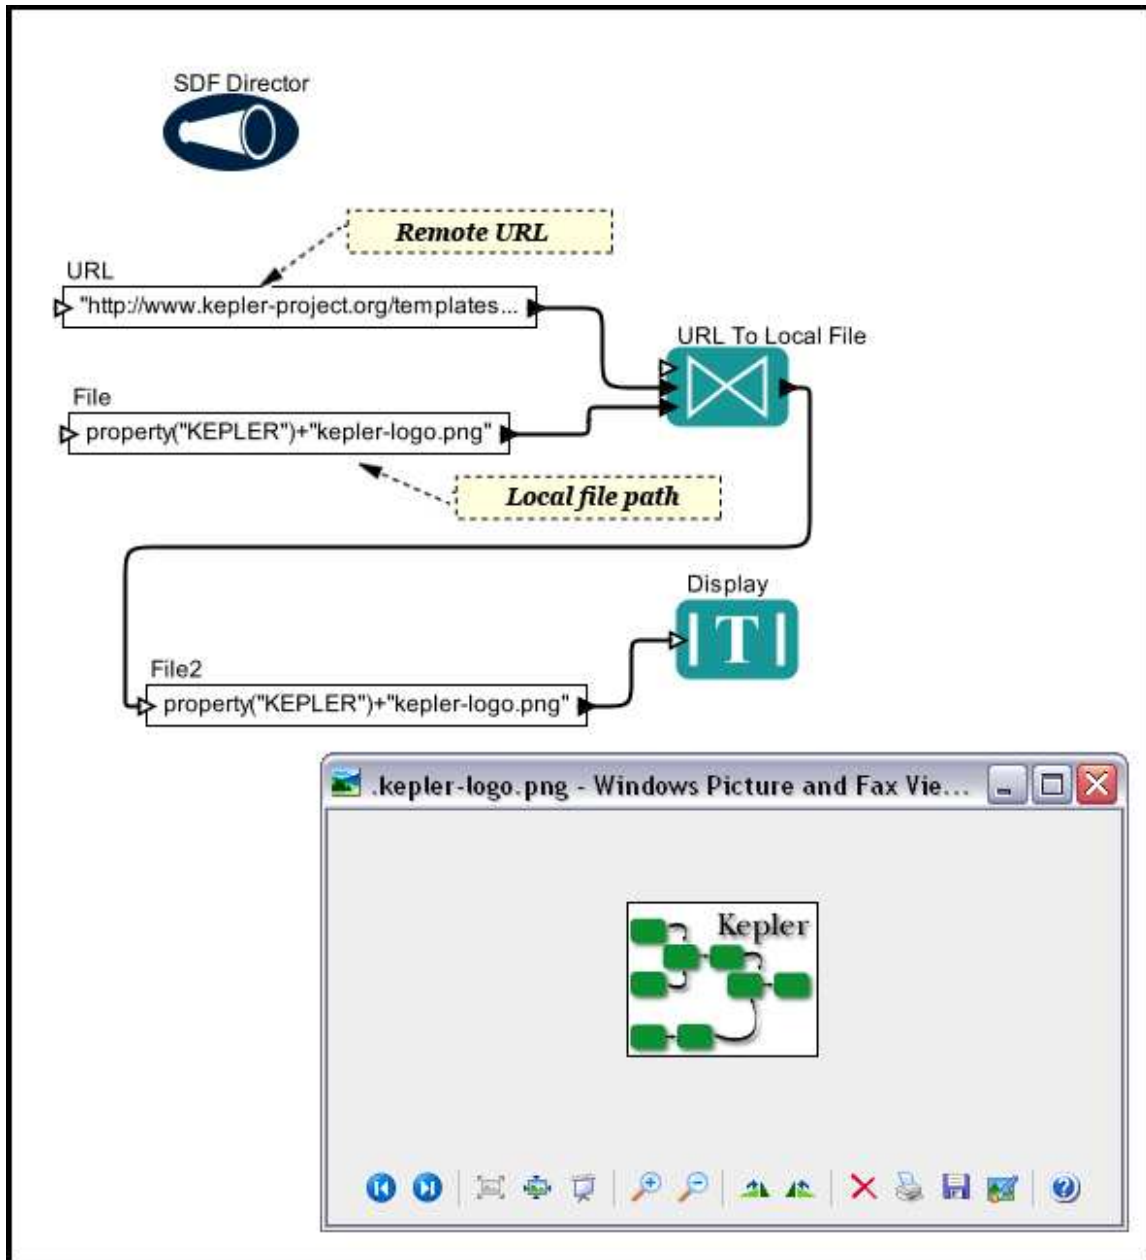 SDF Director
Remote URL
URL
"http://www.kepler-project.org/templates...
URL To Local File
File
property("KEPLER")+"kepler-logo.png"
Local file path
Display
T
File2
property("KEPLER")+"kepler-logo.png"
.kepler-logo.png - Windows Picture and Fax Vie...
Kepler